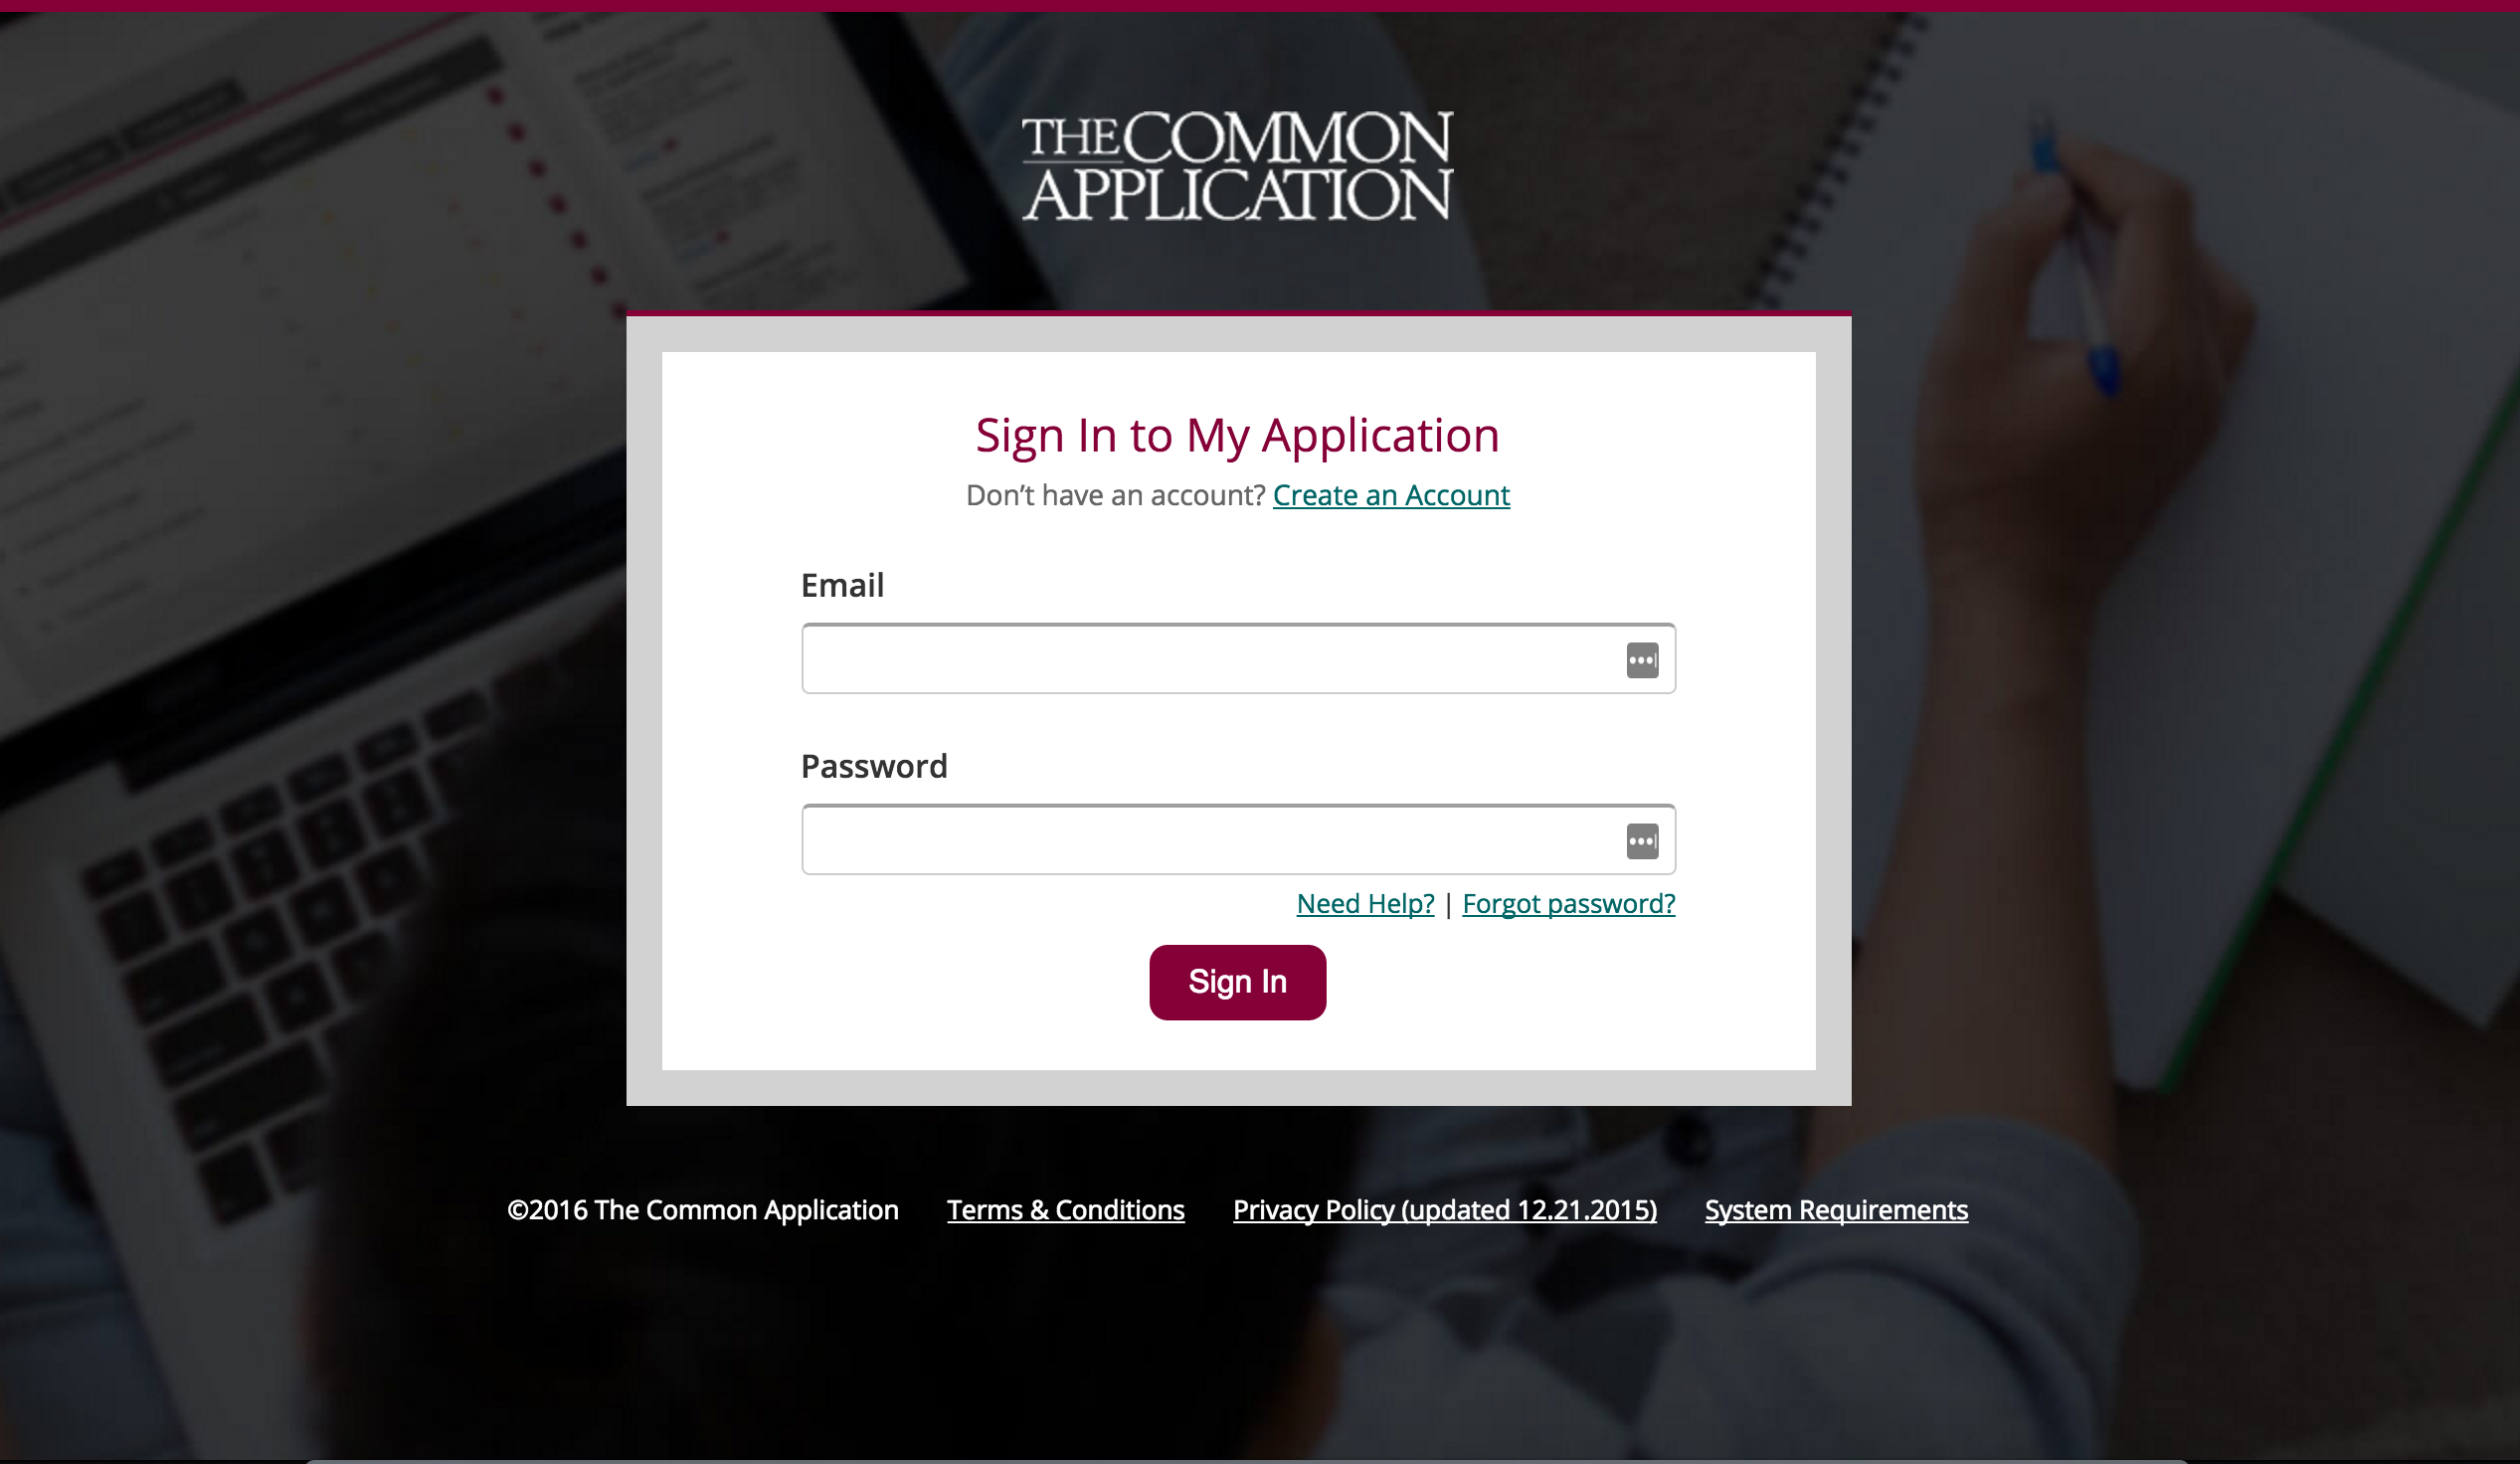 THE COMMON
APPLICATION
Sign In to My Application
Don't have an account? Create an Account
Email
Password
Need Help? | Forgot password?
Sign In
©2016 The Common Application Terms & Conditions Privacy Policy (updated 12.21.2015) System Requirements